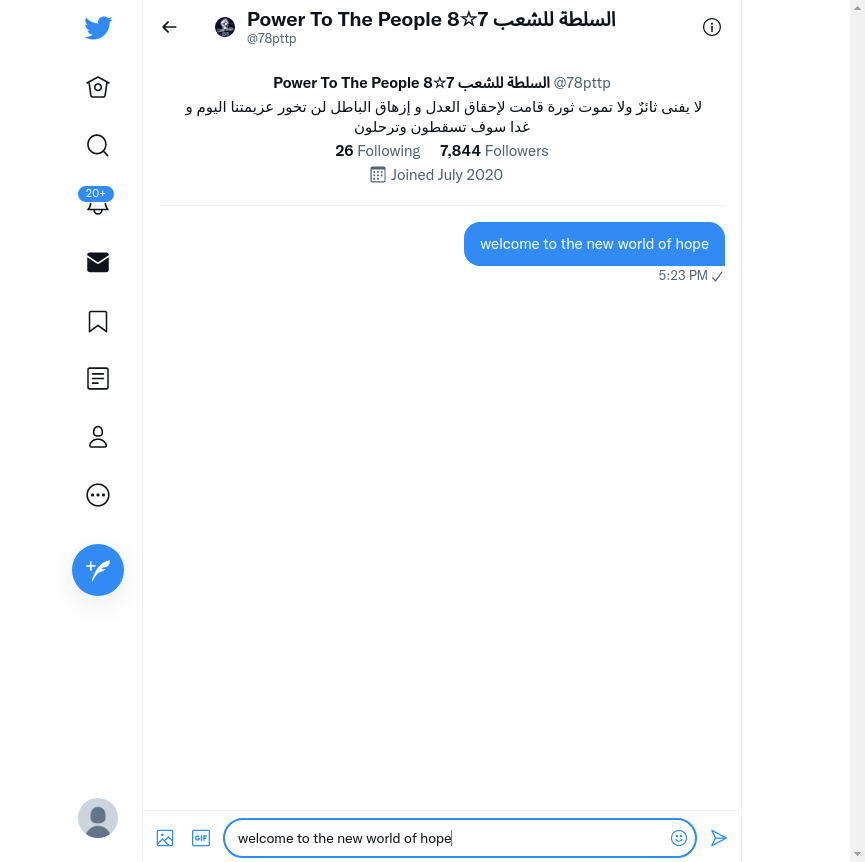 Power To The People 8☆7 السلطة للشعب
@78pttp
Power To The People 8☆7 السلطة للشعب @78pttp
لا يفنى ثائرٌ ولا تموت ثورة قامت لإحقاق العدل و إزهاق الباطل لن تخور عزيمتنا اليوم و
غدا سوف تسقطون وترحلون
26 Following 7,844 Followers
Joined July 2020
20+
welcome to the new world of hope
5:23 PM
GIF
welcome to the new world of hope